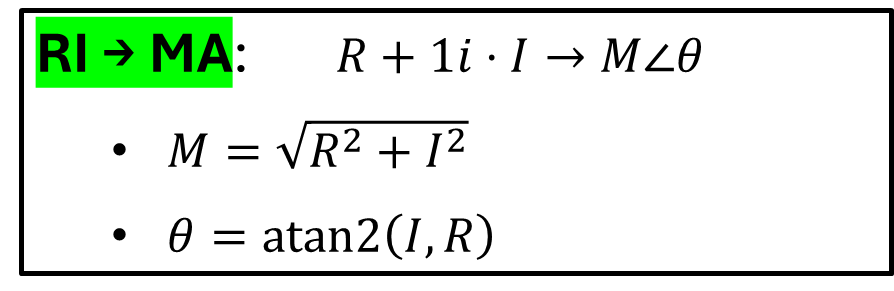 RI → MA: R + 1i · I → M∠θ
• M = √(R² + I²)
• θ = atan2(I, R)